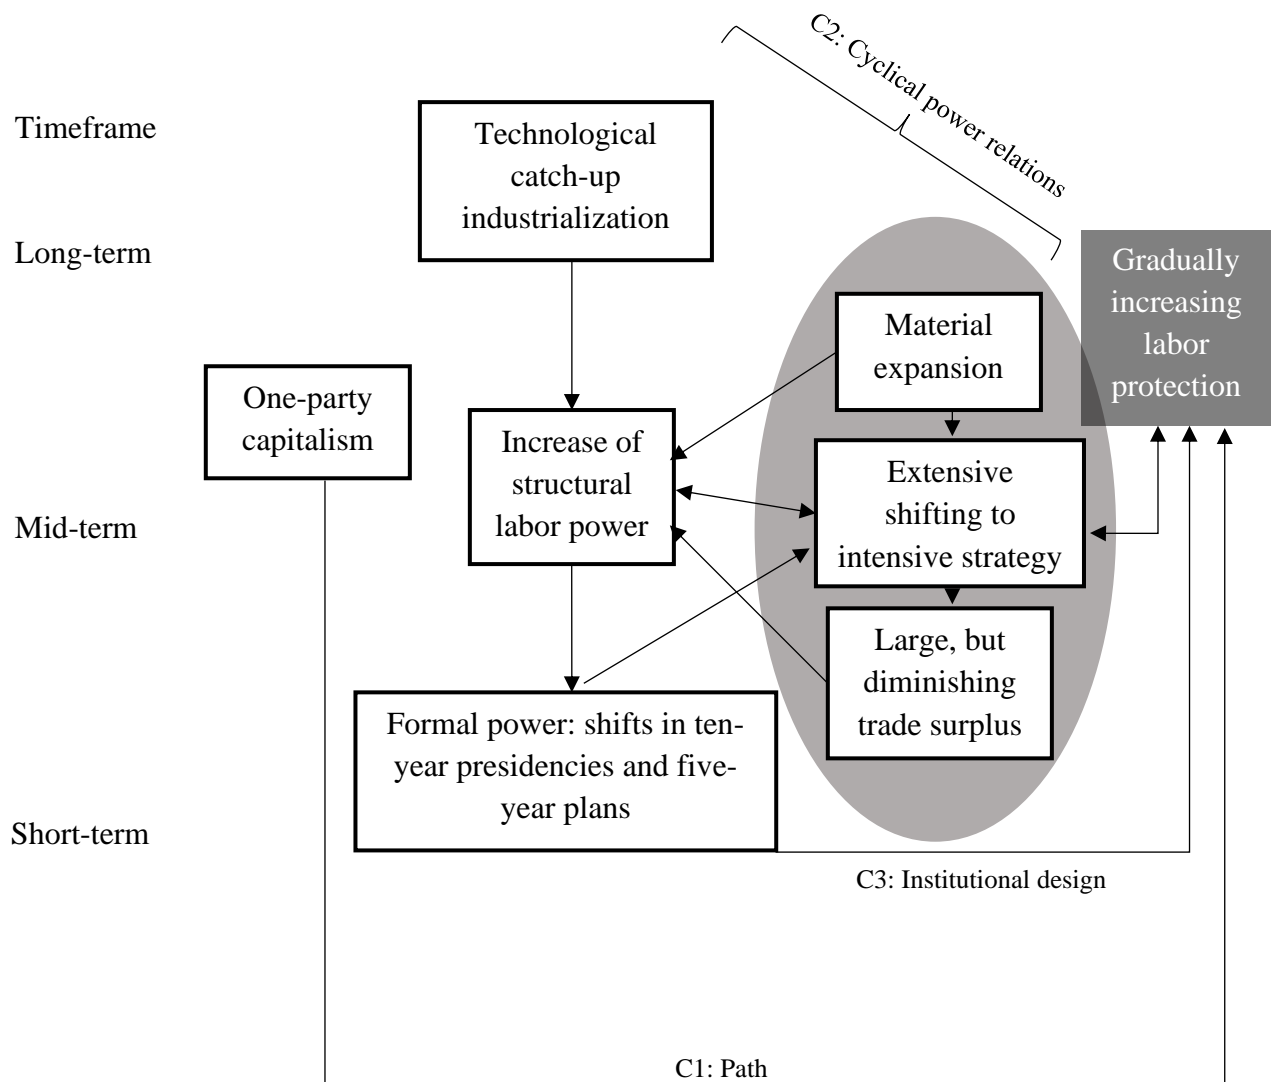 C2: Cyclical power relations
Timeframe
Technological
catch-up
industrialization
Long-term
Gradually
increasing
labor
protection
Material
expansion
One-party
capitalism
Increase of
structural
labor power
Extensive
shifting to
intensive strategy
Mid-term
Large, but
diminishing
trade surplus
Formal power: shifts in ten-
year presidencies and five-
year plans
Short-term
C3: Institutional design
C1: Path